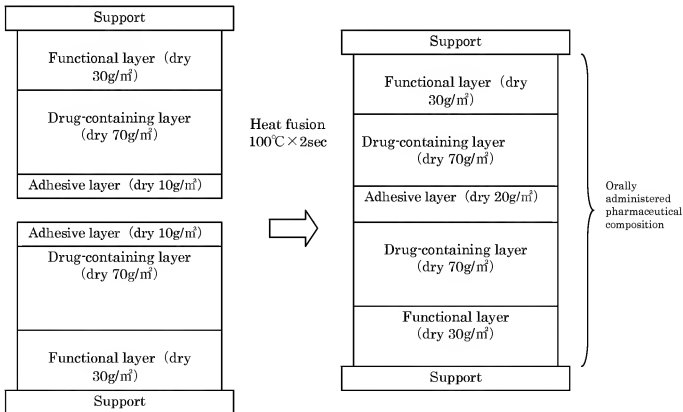 Support
Functional layer (dry
30g/㎡)
Drug-containing layer
(dry 70g/㎡)
Adhesive layer (dry 10g/㎡)
Adhesive layer (dry 10g/㎡)
Drug-containing layer
(dry 70g/㎡)
Functional layer (dry
30g/㎡)
Support
Heat fusion
100℃×2sec
Support
Functional layer (dry
30g/㎡)
Drug-containing layer
(dry 70g/㎡)
Adhesive layer (dry 20g/㎡)
Drug-containing layer
(dry 70g/㎡)
Functional layer
(dry 30g/㎡)
Support
Orally
administered
pharmaceutical
composition